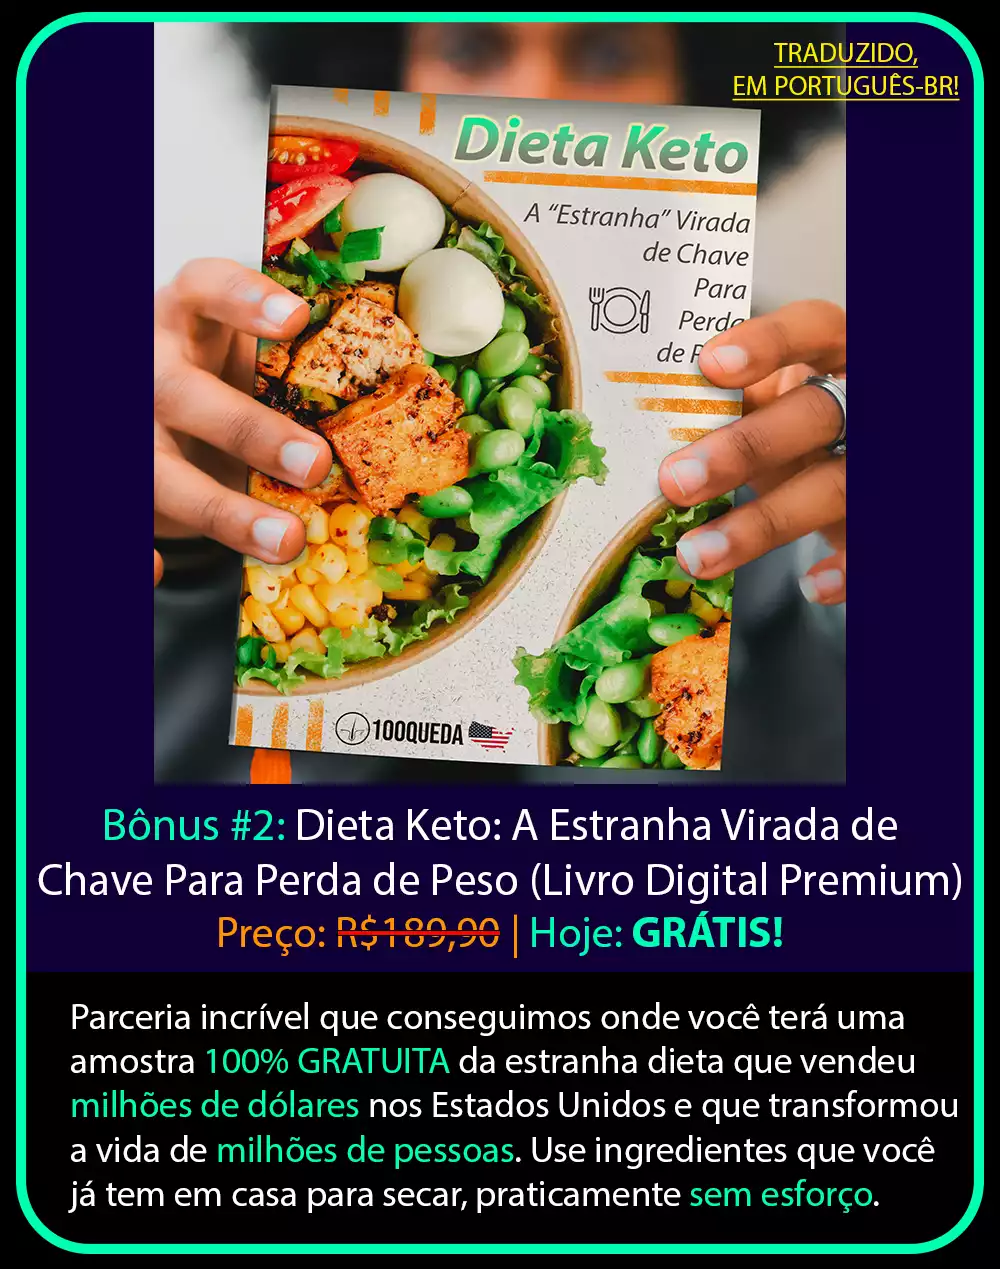 TRADUZIDO,
EM PORTUGUÊS-BR!
Dieta Keto
A “Estranha” Virada
de Chave
Para
Perda
de
100QUEDA
Bônus #2: Dieta Keto: A Estranha Virada de
Chave Para Perda de Peso (Livro Digital Premium)
Preço: R$189,90 | Hoje: GRÁTIS!
Parceria incrível que conseguimos onde você terá uma
amostra 100% GRATUITA da estranha dieta que vendeu
milhões de dólares nos Estados Unidos e que transformou
a vida de milhões de pessoas. Use ingredientes que você
já tem em casa para secar, praticamente sem esforço.